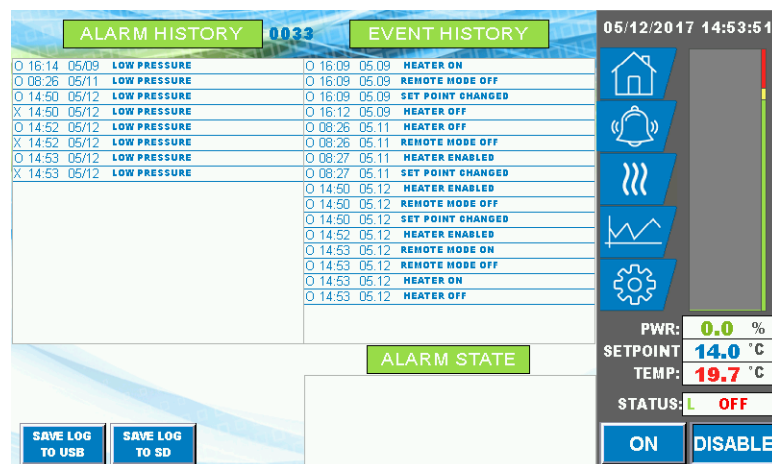 ALARM HISTORY 0033 EVENT HISTORY 05/12/2017 14:53:51
O 16:14 05/09 LOW PRESSURE
O 08:26 05/11 LOW PRESSURE
O 14:50 05/12 LOW PRESSURE
X 14:50 05/12 LOW PRESSURE
O 14:52 05/12 LOW PRESSURE
X 14:52 05/12 LOW PRESSURE
O 14:53 05/12 LOW PRESSURE
X 14:53 05/12 LOW PRESSURE
O 16:09 05.09 HEATER ON
O 16:09 05.09 REMOTE MODE OFF
O 16:09 05.09 SET POINT CHANGED
O 16:12 05.09 HEATER OFF
O 08:26 05.11 HEATER OFF
O 08:26 05.11 REMOTE MODE OFF
O 08:27 05.11 HEATER ENABLED
O 08:27 05.11 SET POINT CHANGED
O 14:50 05.12 HEATER ENABLED
O 14:50 05.12 REMOTE MODE OFF
O 14:50 05.12 SET POINT CHANGED
O 14:52 05.12 HEATER ENABLED
O 14:53 05.12 REMOTE MODE ON
O 14:53 05.12 REMOTE MODE OFF
O 14:53 05.12 HEATER ON
O 14:53 05.12 HEATER OFF
ALARM STATE
SAVE LOG
TO USB
SAVE LOG
TO SD
PWR: 0.0 %
SETPOINT 14.0 °C
TEMP: 19.7 °C
STATUS: L OFF
ON DISABLE